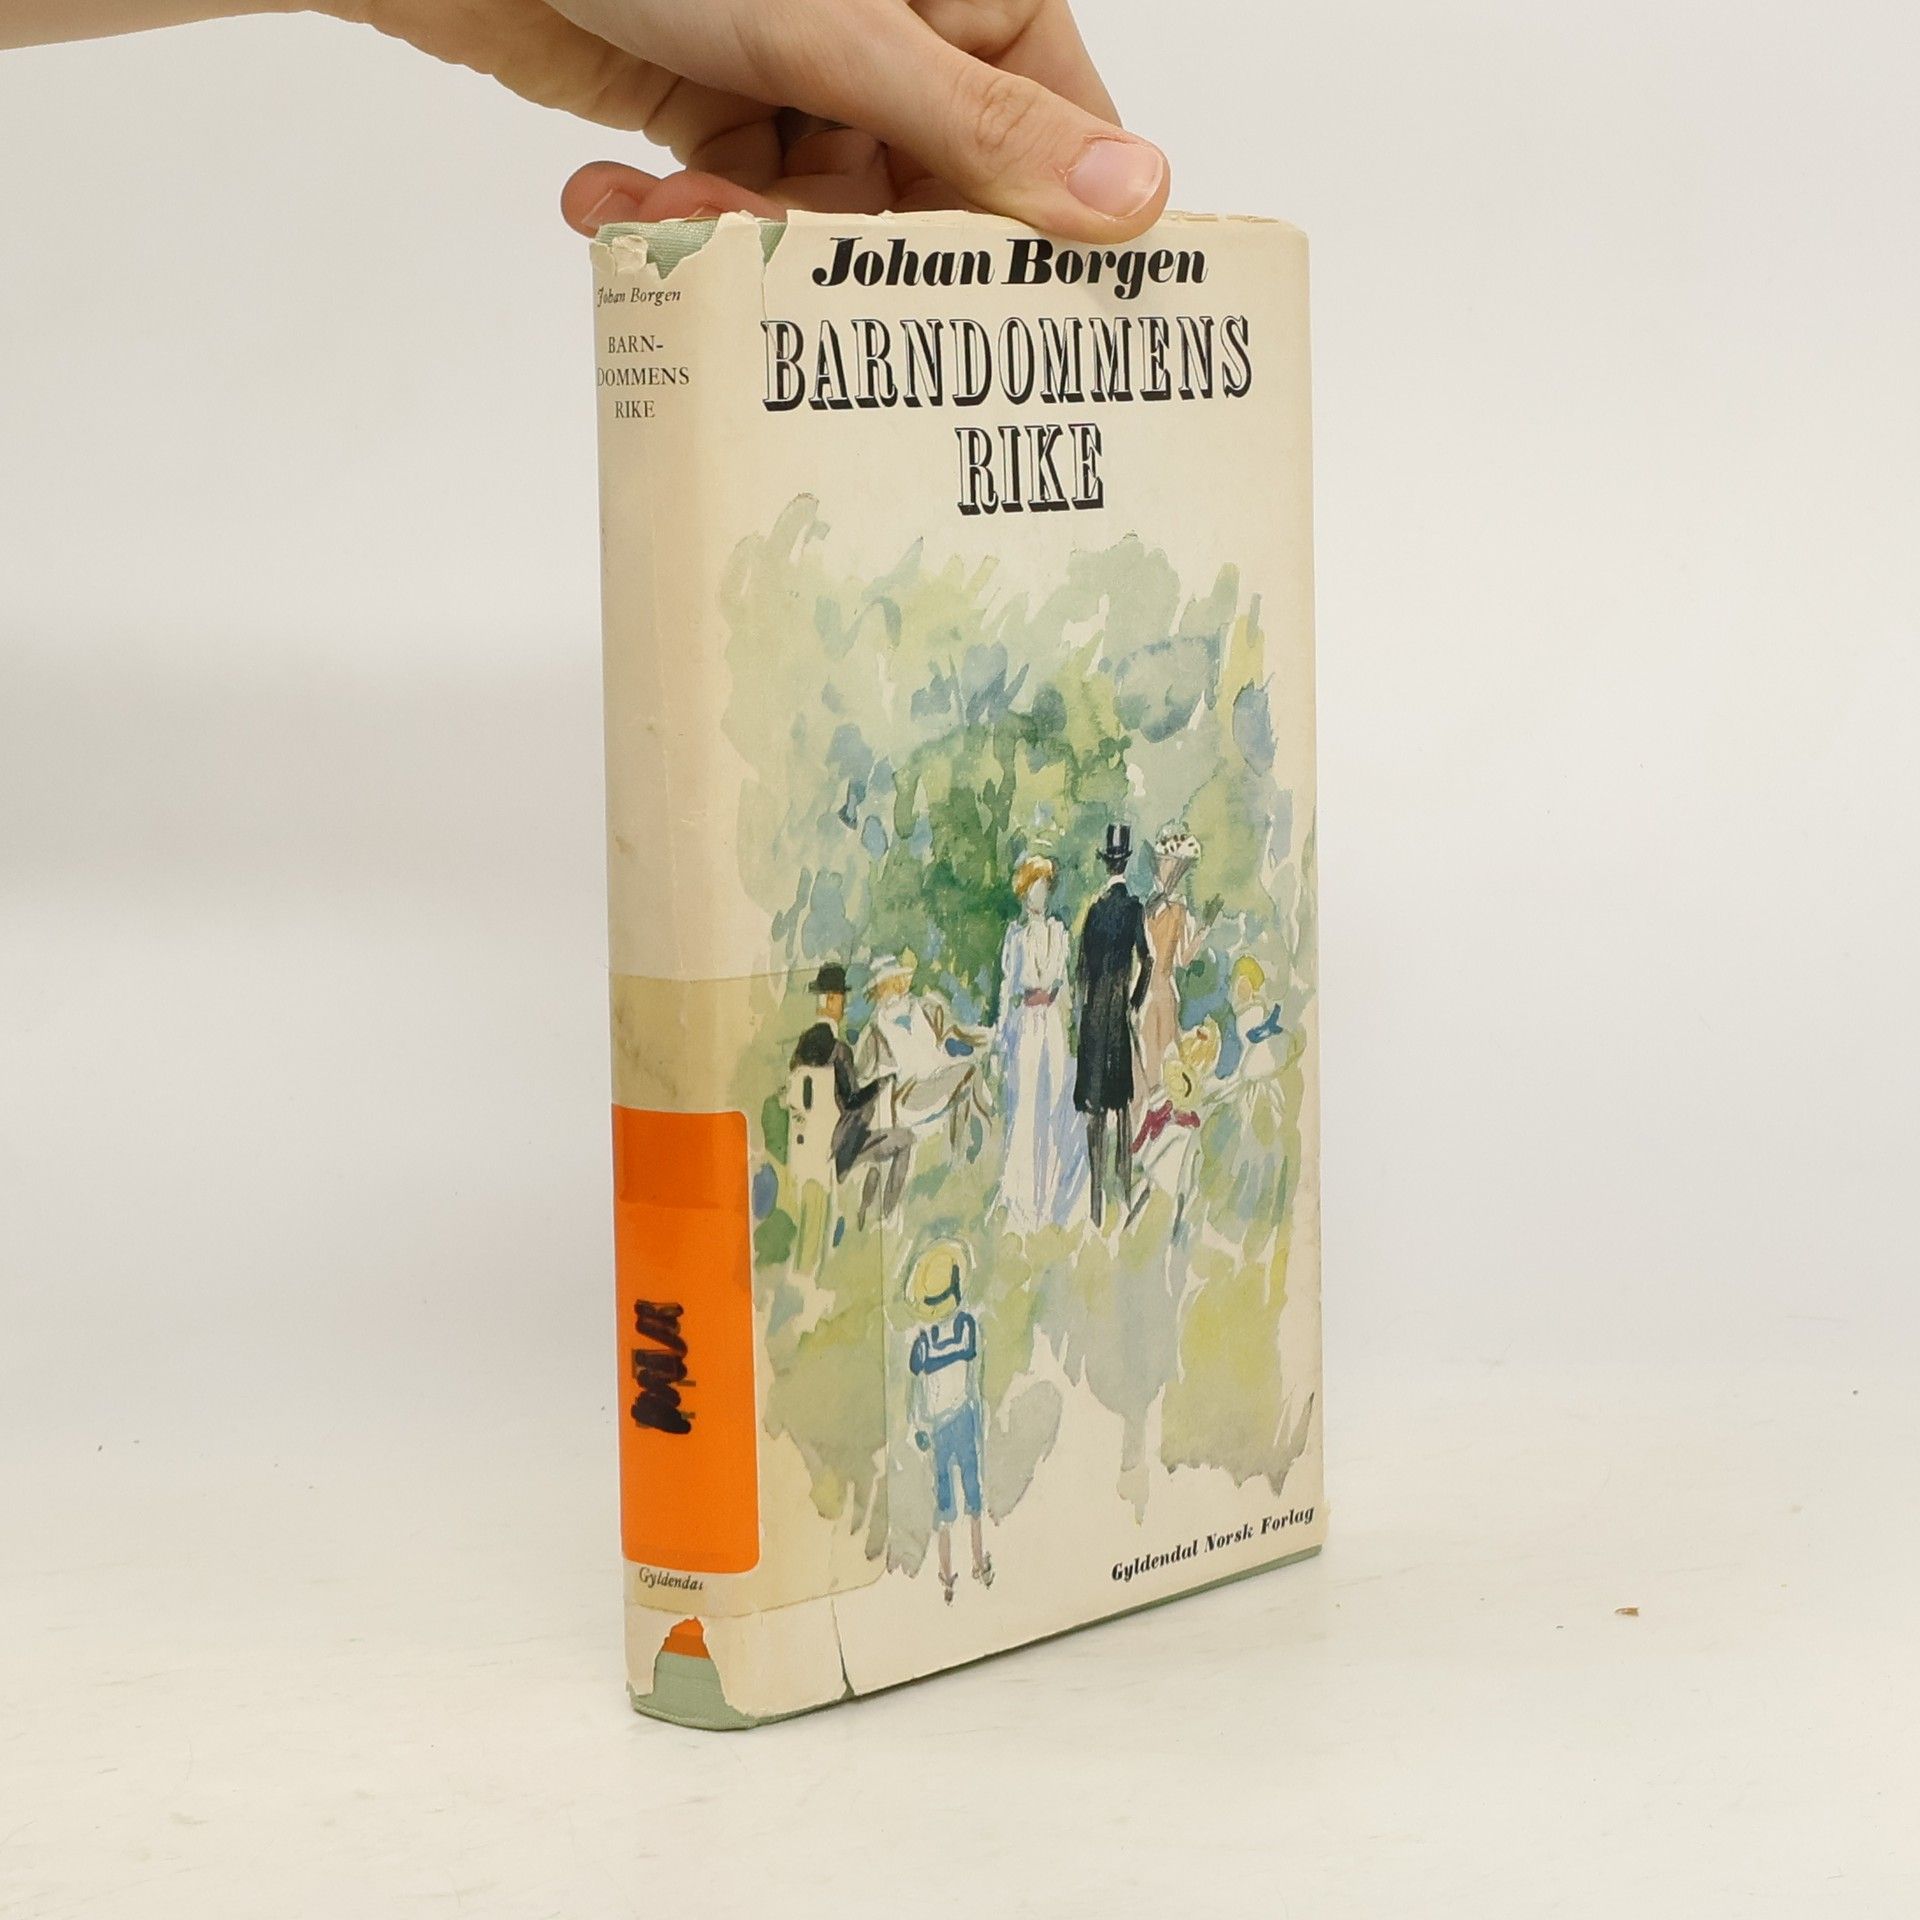 Johan Borgen
BARNDOMMENS
RIKE
Gyldendal Norsk Forlag
Johan Borgen
BARN-
DOMMENS
RIKE
Gyldendal